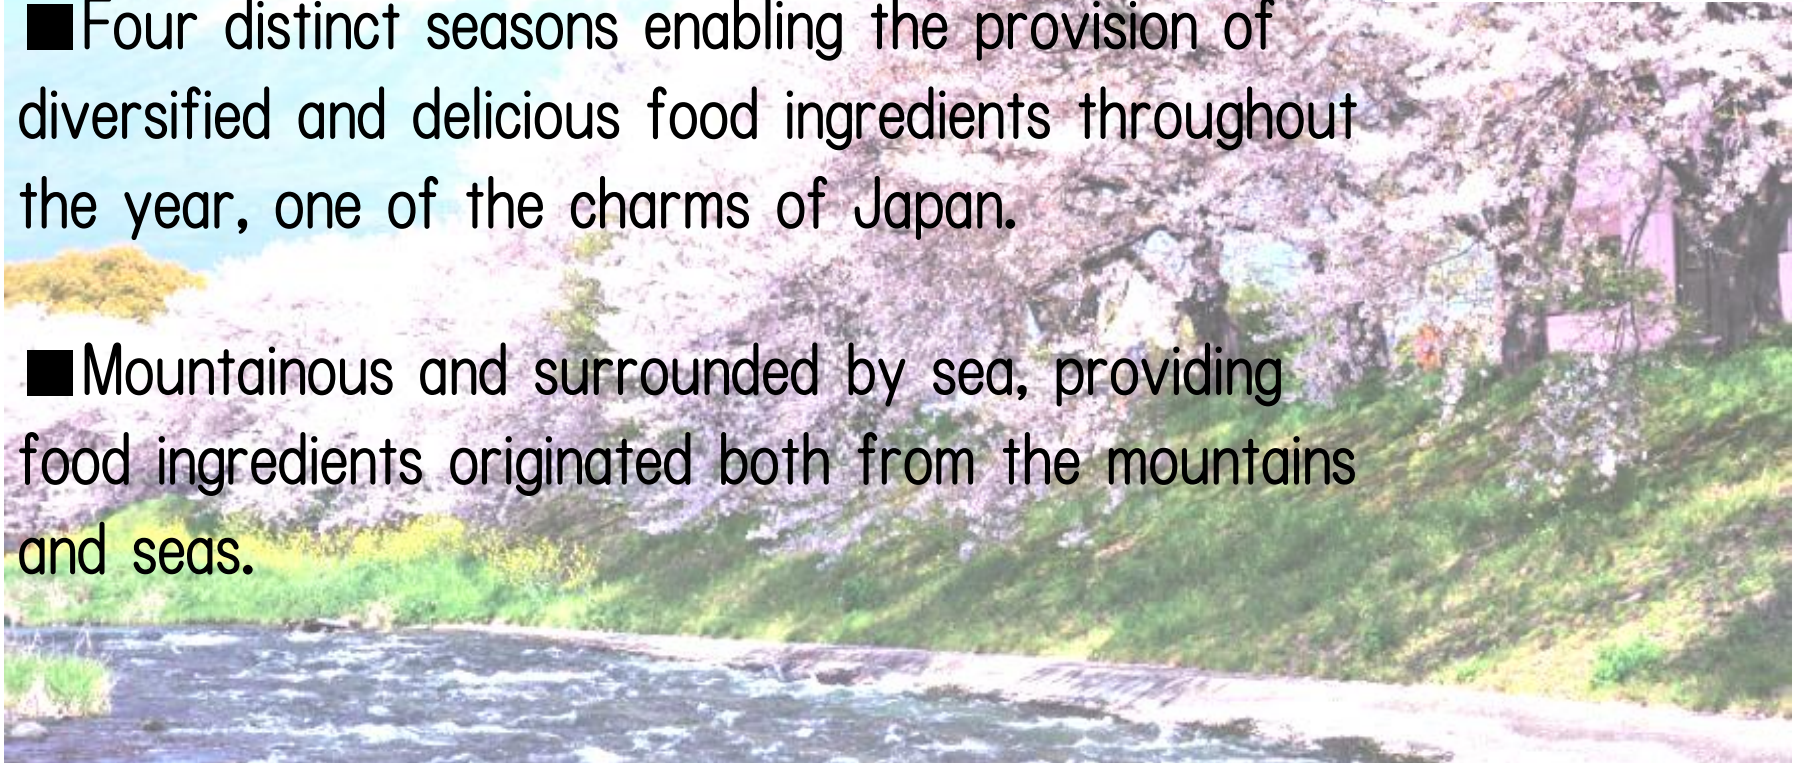 ■Four distinct seasons enabling the provision of
diversified and delicious food ingredients throughout
the year, one of the charms of Japan.
■Mountainous and surrounded by sea, providing
food ingredients originated both from the mountains
and seas.